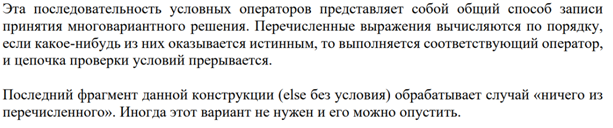 Эта последовательность условных операторов представляет собой общий способ записи
принятия многовариантного решения. Перечисленные выражения вычисляются по порядку,
если какое-нибудь из них оказывается истинным, то выполняется соответствующий оператор,
и цепочка проверки условий прерывается.
Последний фрагмент данной конструкции (else без условия) обрабатывает случай «ничего из
перечисленного». Иногда этот вариант не нужен и его можно опустить.